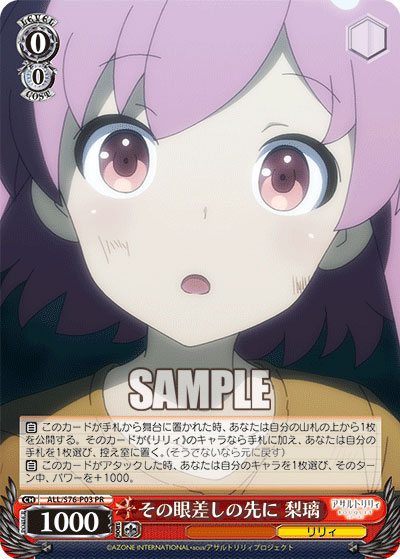 LEVEL
0
0
COST
SAMPLE
自 このカードが手札から舞台に置かれた時、あなたは自分の山札の上から1枚
を公開する。そのカードが《リリィ》のキャラなら手札に加え、あなたは自分の
手札を1枚選び、控え室に置く。（そうでないなら元に戻す）
自 このカードがアタックした時、あなたは自分のキャラを1枚選び、そのター
ン中、パワーを＋1000。
CH ALL/S76-P03 PR
1000
その眼差しの先に 梨璃
アサルトリリィ
BOUQUET
リリィ
©AZONE INTERNATIONAL・acus/アサルトリリィプロジェクト